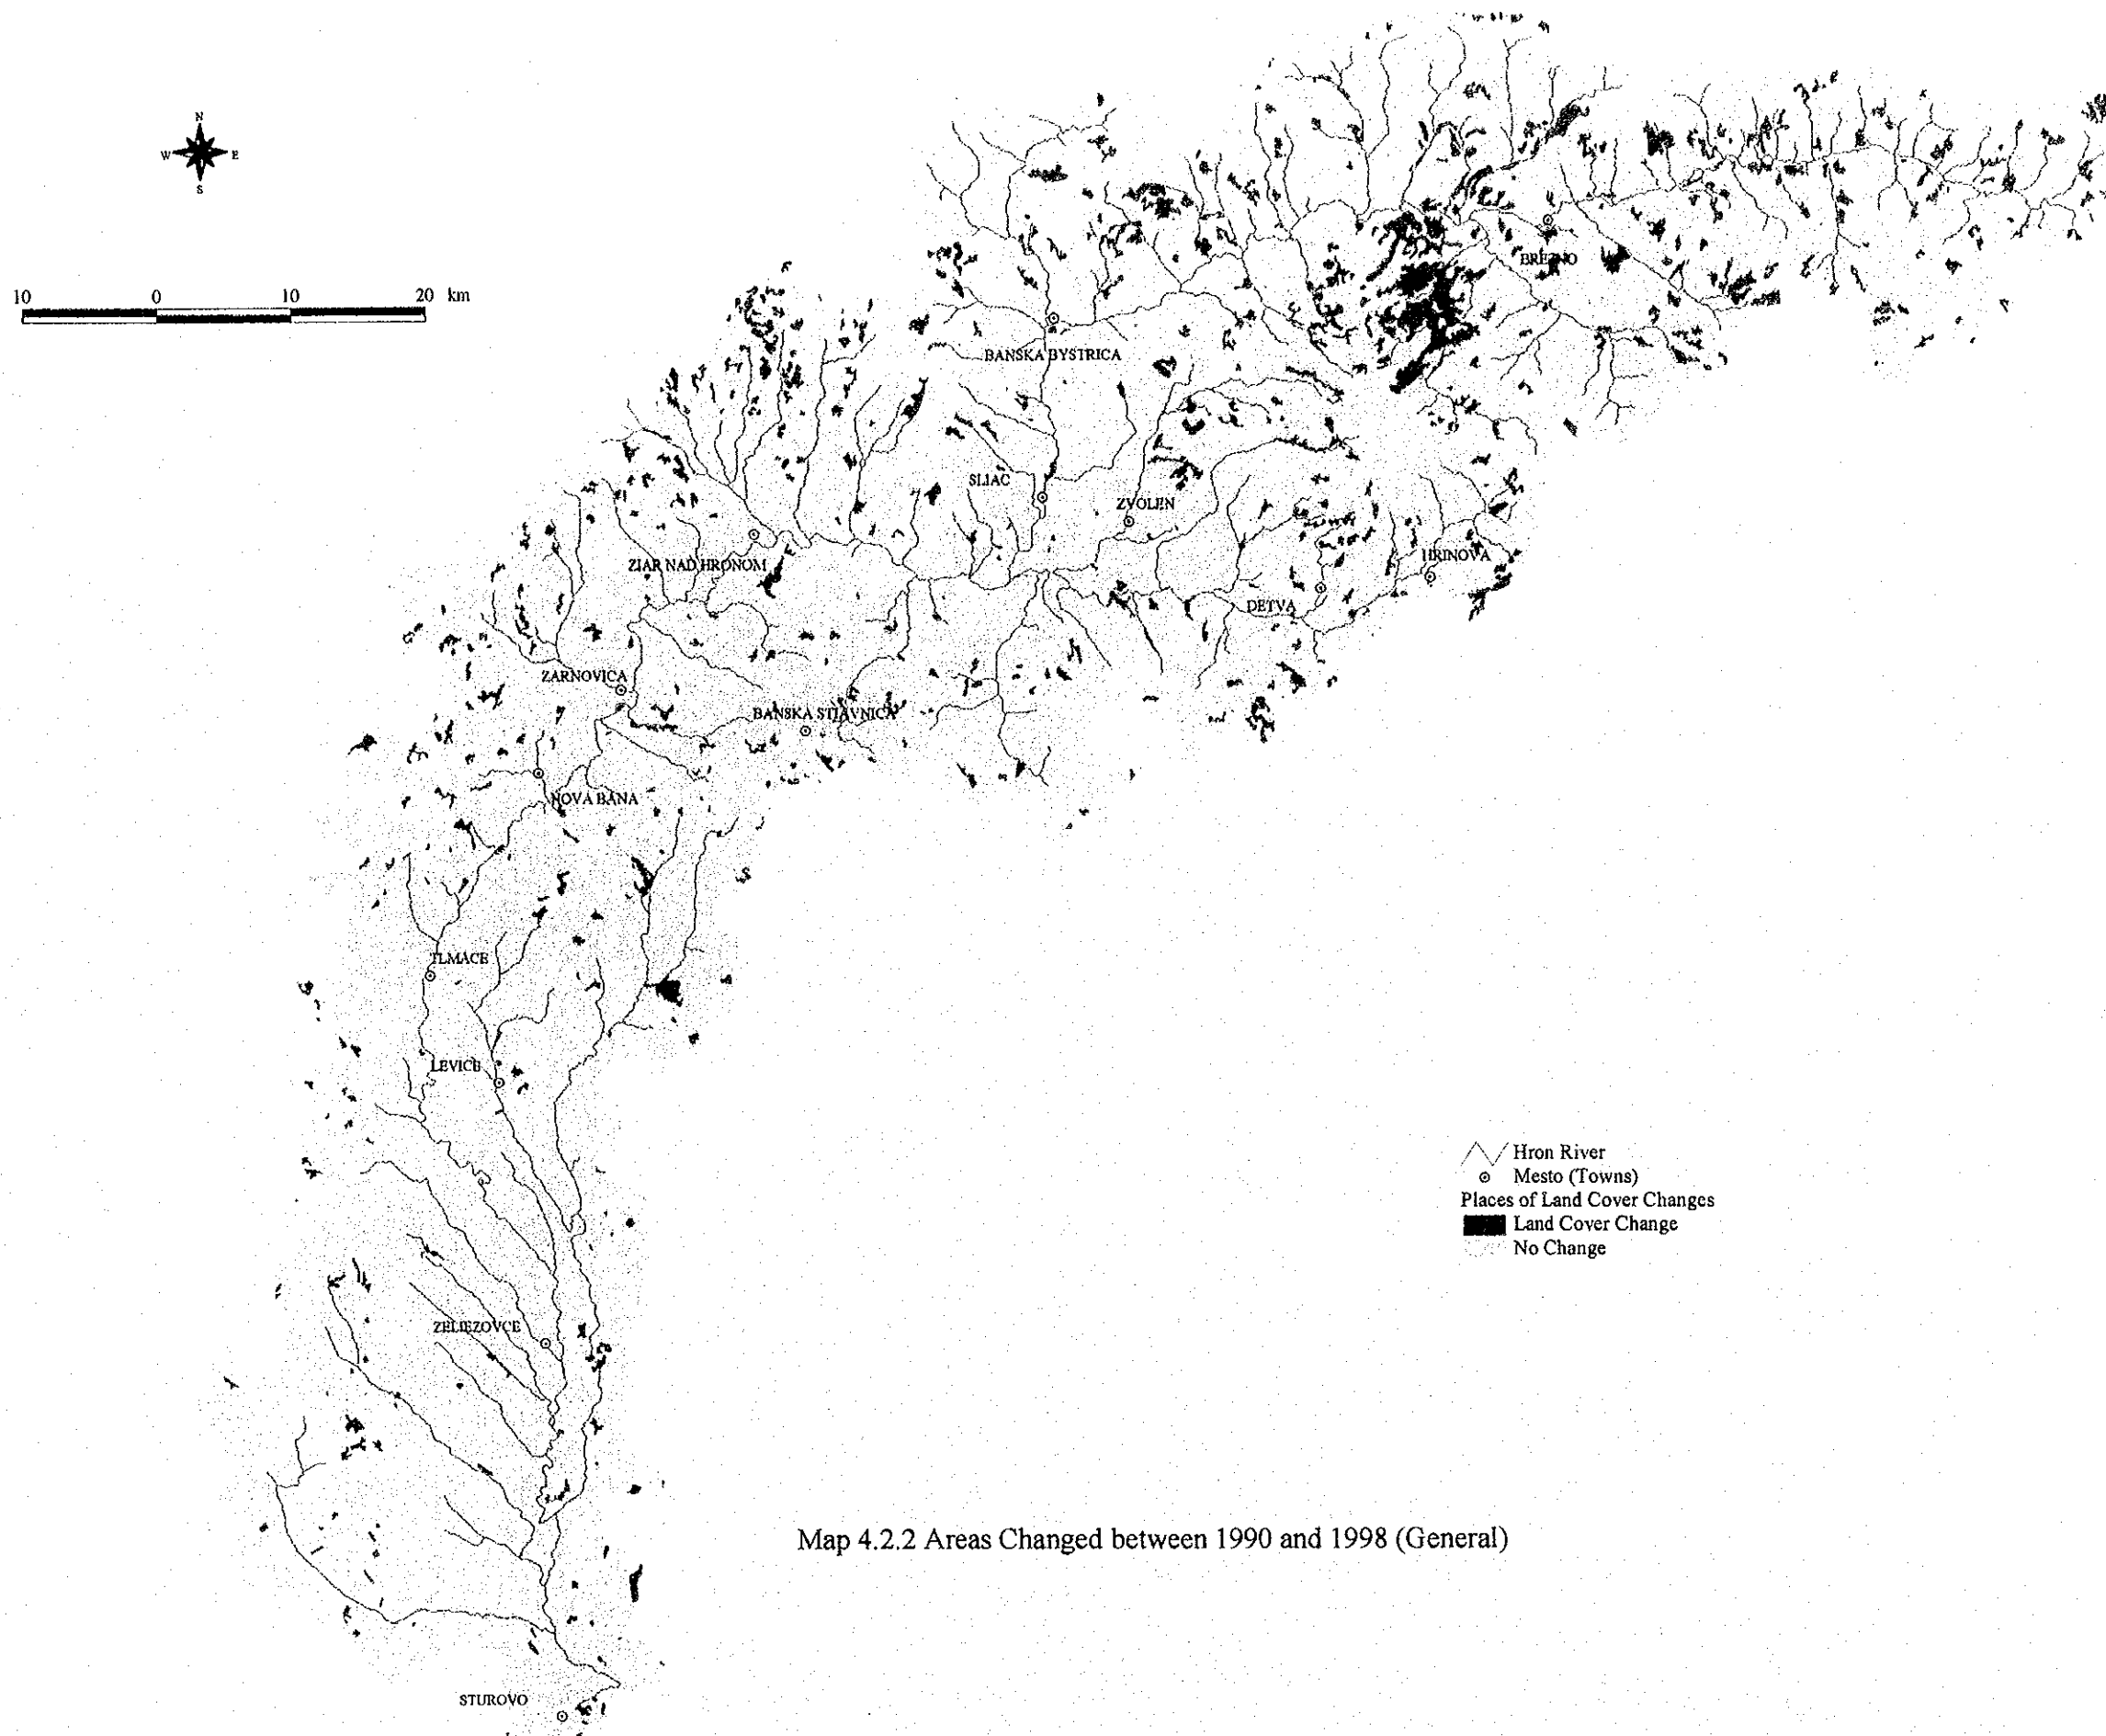 N
W E
S
10 0 10 20 km
BREZNO
BANSKA BYSTRICA
SLIAC
ZVOLEN
HRINOVA
ZIAR NAD HRONOM
DETVA
ZARNOVICA
BANSKA STIAVNICA
NOVA BANA
TLMACE
LEVICE
Hron River
Mesto (Towns)
Places of Land Cover Changes
Land Cover Change
No Change
ZELIEZOVCE
Map 4.2.2 Areas Changed between 1990 and 1998 (General)
STUROVO